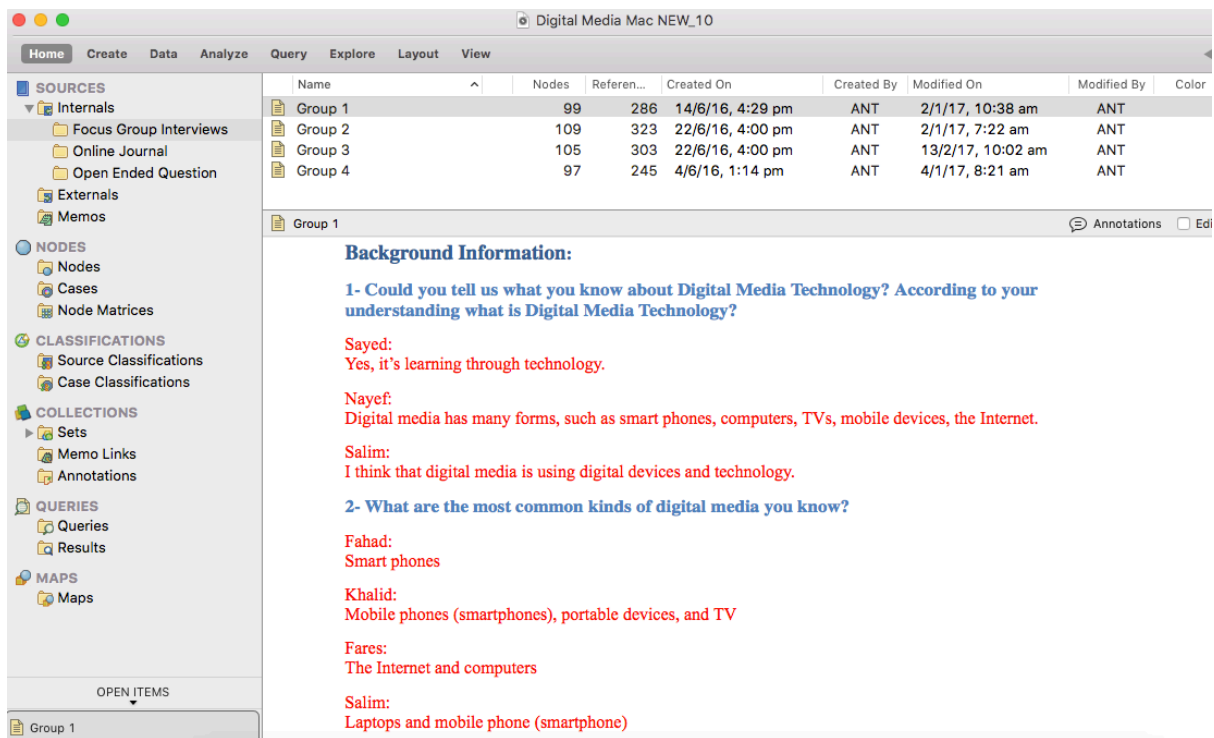 Digital Media Mac NEW_10
Home Create Data Analyze Query Explore Layout View
SOURCES
Internals
Focus Group Interviews
Online Journal
Open Ended Question
Externals
Memos
NODES
Nodes
Cases
Node Matrices
CLASSIFICATIONS
Source Classifications
Case Classifications
COLLECTIONS
Sets
Memo Links
Annotations
QUERIES
Queries
Results
MAPS
Maps
OPEN ITEMS
Group 1
Name Nodes Referen... Created On Created By Modified On Modified By Color
Group 1 99 286 14/6/16, 4:29 pm ANT 2/1/17, 10:38 am ANT
Group 2 109 323 22/6/16, 4:00 pm ANT 2/1/17, 7:22 am ANT
Group 3 105 303 22/6/16, 4:00 pm ANT 13/2/17, 10:02 am ANT
Group 4 97 245 4/6/16, 1:14 pm ANT 4/1/17, 8:21 am ANT
Group 1 Annotations Edi
Background Information:
1- Could you tell us what you know about Digital Media Technology? According to your
understanding what is Digital Media Technology?
Sayed:
Yes, it's learning through technology.
Nayef:
Digital media has many forms, such as smart phones, computers, TVs, mobile devices, the Internet.
Salim:
I think that digital media is using digital devices and technology.
2- What are the most common kinds of digital media you know?
Fahad:
Smart phones
Khalid:
Mobile phones (smartphones), portable devices, and TV
Fares:
The Internet and computers
Salim:
Laptops and mobile phone (smartphone)